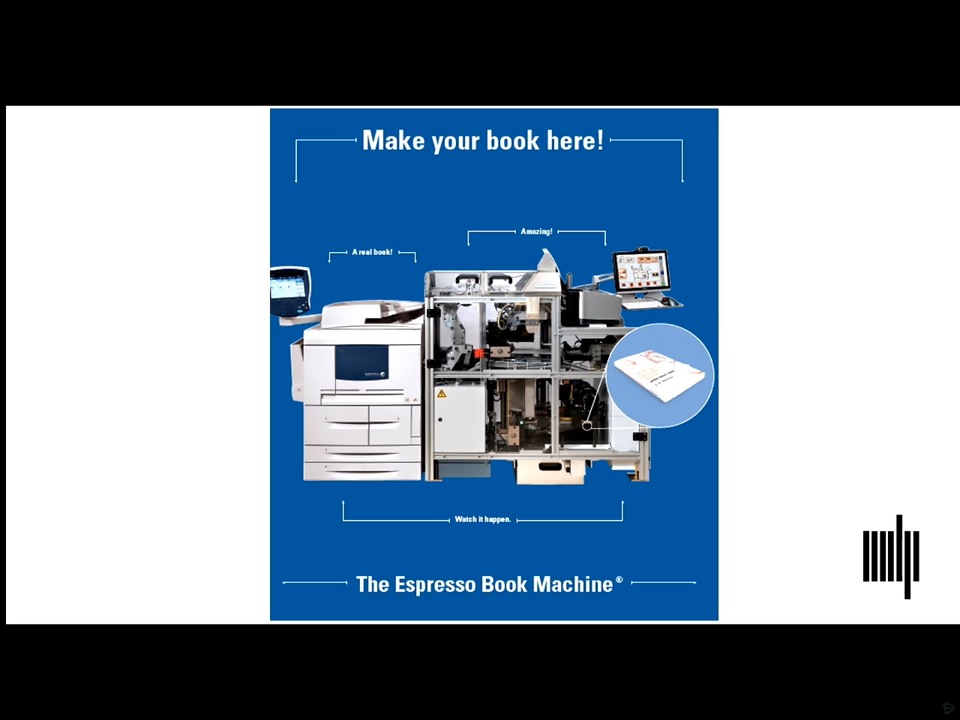 Make your book here!
Amazing!
A real book!
Watch it happen.
The Espresso Book Machine®